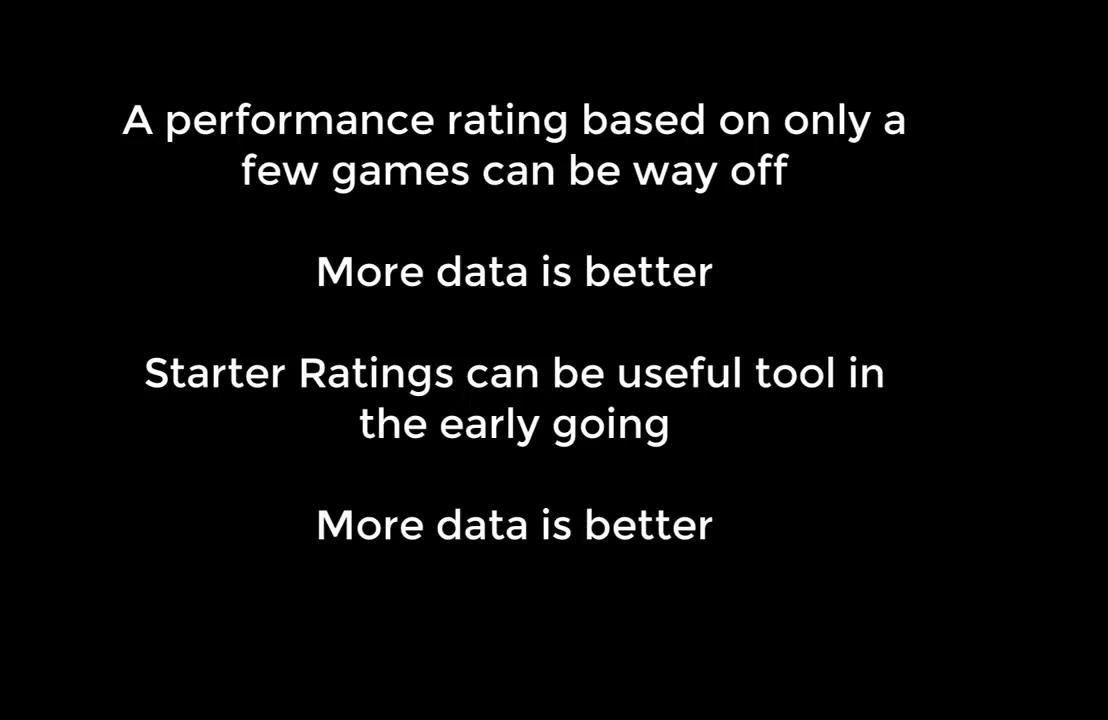 A performance rating based on only a
few games can be way off
More data is better
Starter Ratings can be useful tool in
the early going
More data is better